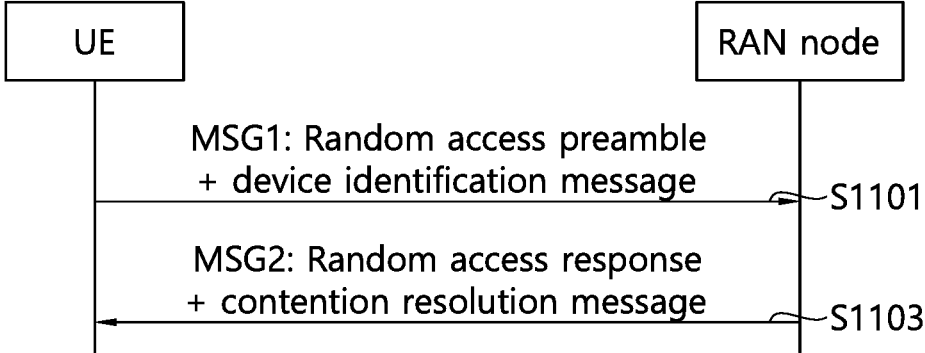 UE
RAN node
MSG1: Random access preamble
+ device identification message
S1101
MSG2: Random access response
+ contention resolution message
S1103